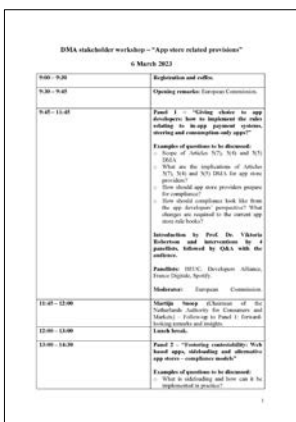 DMA stakeholder workshop – "App store related provisions"
6 March 2023
9:00 – 9:30
Registration and coffee.
9:30 – 9:45
Opening remarks: European Commission.
9:45 – 11:45
Panel 1 – "Giving choice to app
developers: how to implement the rules
relating to in-app payment systems,
steering and consumption-only apps?"
Examples of questions to be discussed:
o Scope of Articles 5(7), 5(4) and 5(5)
DMA
o What are the implications of Articles
5(7), 5(4) and 5(5) DMA for app store
providers?
o How should app store providers prepare
for compliance?
o How should compliance look like from
the app developers' perspective? What
changes are required to the current app
store rule books?
Introduction by Prof. Dr. Viktoria
Robertson and interventions by 4
panellists, followed by Q&A with the
audience.
Panellists: BEUC, Developers Alliance,
France Digitale, Spotify.
Moderator: European Commission.
11:45 – 12:00
Martijn Snoep (Chairman of the
Netherlands Authority for Consumers and
Markets) – Follow-up to Panel 1: Forward-
looking remarks and insights.
12:00 – 13:00
Lunch break.
13:00 – 14:30
Panel 2 – "Fostering contestability: Web
based apps, sideloading and alternative
app stores – compliance models"
Examples of questions to be discussed:
o What is sideloading and how can it be
implemented in practice?
1